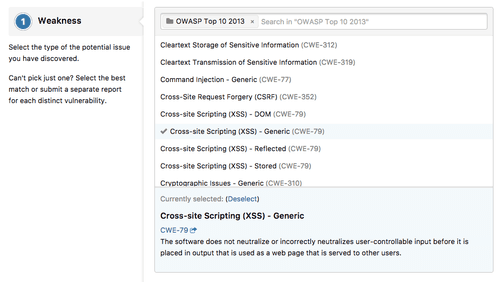 1 Weakness
Select the type of the potential issue
you have discovered.
Can't pick just one? Select the best
match or submit a separate report
for each distinct vulnerability.
OWASP Top 10 2013 × Search in "OWASP Top 10 2013"
Cleartext Storage of Sensitive Information (CWE-312)
Cleartext Transmission of Sensitive Information (CWE-319)
Command Injection - Generic (CWE-77)
Cross-Site Request Forgery (CSRF) (CWE-352)
Cross-site Scripting (XSS) - DOM (CWE-79)
Cross-site Scripting (XSS) - Generic (CWE-79)
Cross-site Scripting (XSS) - Reflected (CWE-79)
Cross-site Scripting (XSS) - Stored (CWE-79)
Cryptographic Issues - Generic (CWE-310)
Currently selected: (Deselect)
Cross-site Scripting (XSS) - Generic
CWE-79
The software does not neutralize or incorrectly neutralizes user-controllable input before it is
placed in output that is used as a web page that is served to other users.